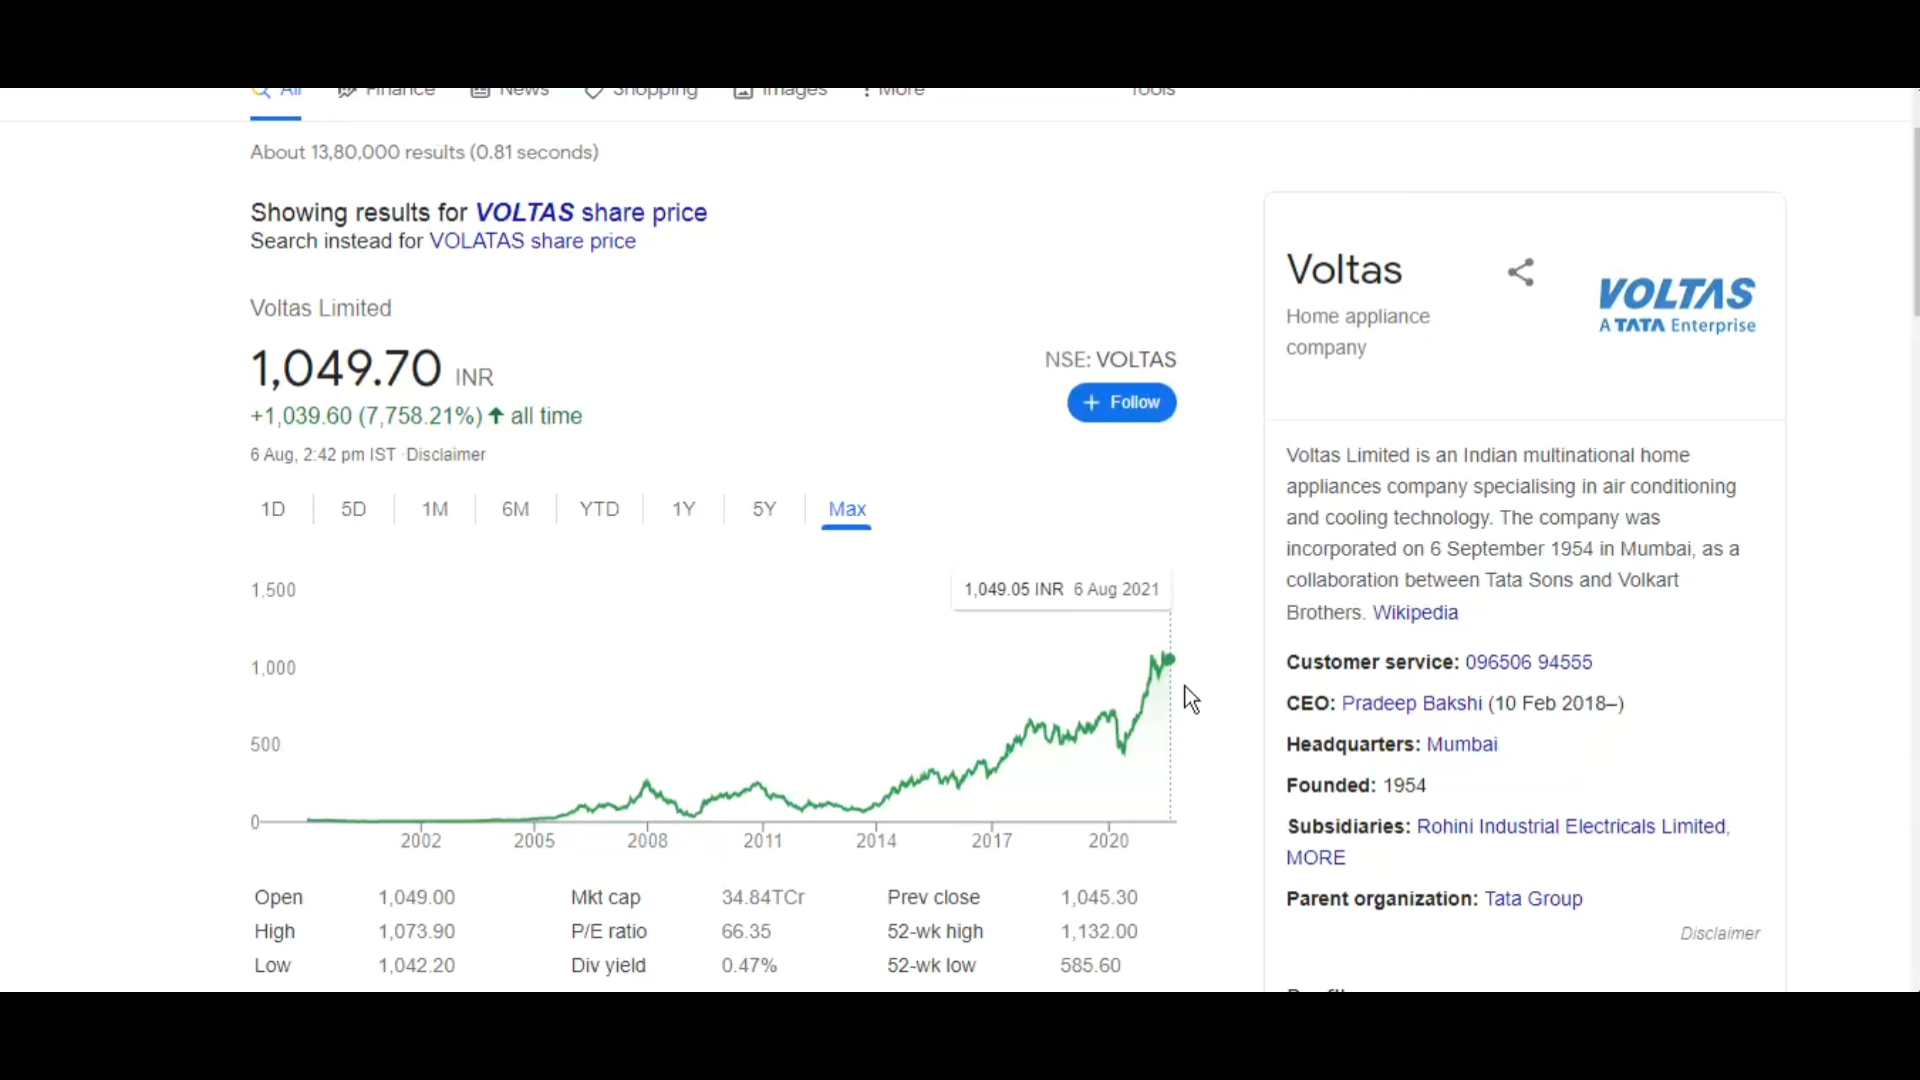 All Finance News Shopping Images More Tools
About 13,80,000 results (0.81 seconds)
Showing results for VOLTAS share price
Search instead for VOLATAS share price
Voltas Limited
1,049.70 INR
+1,039.60 (7,758.21%) ↑ all time
6 Aug, 2:42 pm IST · Disclaimer
NSE: VOLTAS
+ Follow
1D 5D 1M 6M YTD 1Y 5Y Max
1,049.05 INR 6 Aug 2021
1,500
1,000
500
0
2002 2005 2008 2011 2014 2017 2020
Open 1,049.00 Mkt cap 34.84TCr Prev close 1,045.30
High 1,073.90 P/E ratio 66.35 52-wk high 1,132.00
Low 1,042.20 Div yield 0.47% 52-wk low 585.60
Voltas
Home appliance
company
VOLTAS
A TATA Enterprise
Voltas Limited is an Indian multinational home
appliances company specialising in air conditioning
and cooling technology. The company was
incorporated on 6 September 1954 in Mumbai, as a
collaboration between Tata Sons and Volkart
Brothers. Wikipedia
Customer service: 096506 94555
CEO: Pradeep Bakshi (10 Feb 2018–)
Headquarters: Mumbai
Founded: 1954
Subsidiaries: Rohini Industrial Electricals Limited,
MORE
Parent organization: Tata Group
Disclaimer